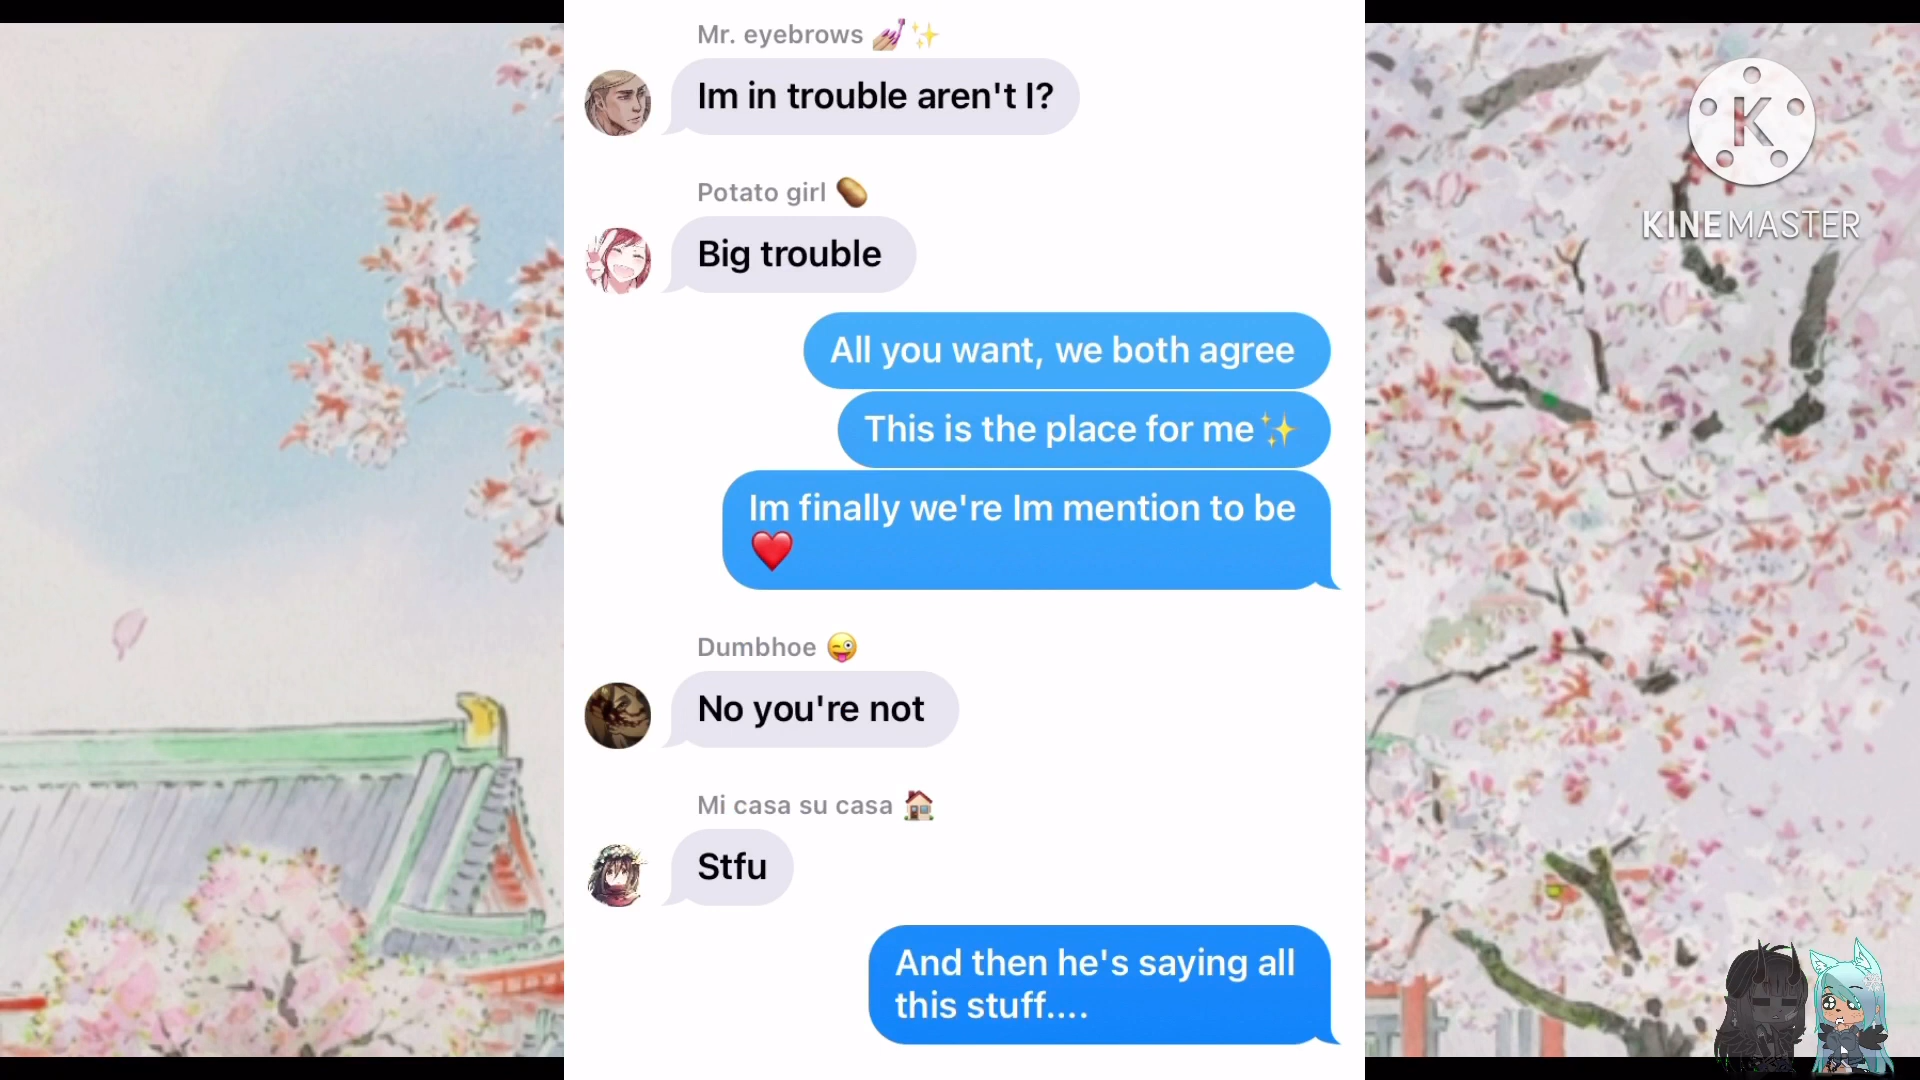 Mr. eyebrows 💅✨
Im in trouble aren't I?
Potato girl 🥔
Big trouble
All you want, we both agree
This is the place for me✨
Im finally we're Im mention to be
❤️
Dumbhoe 😜
No you're not
Mi casa su casa 🏠
Stfu
And then he's saying all
this stuff....
K
KINEMASTER